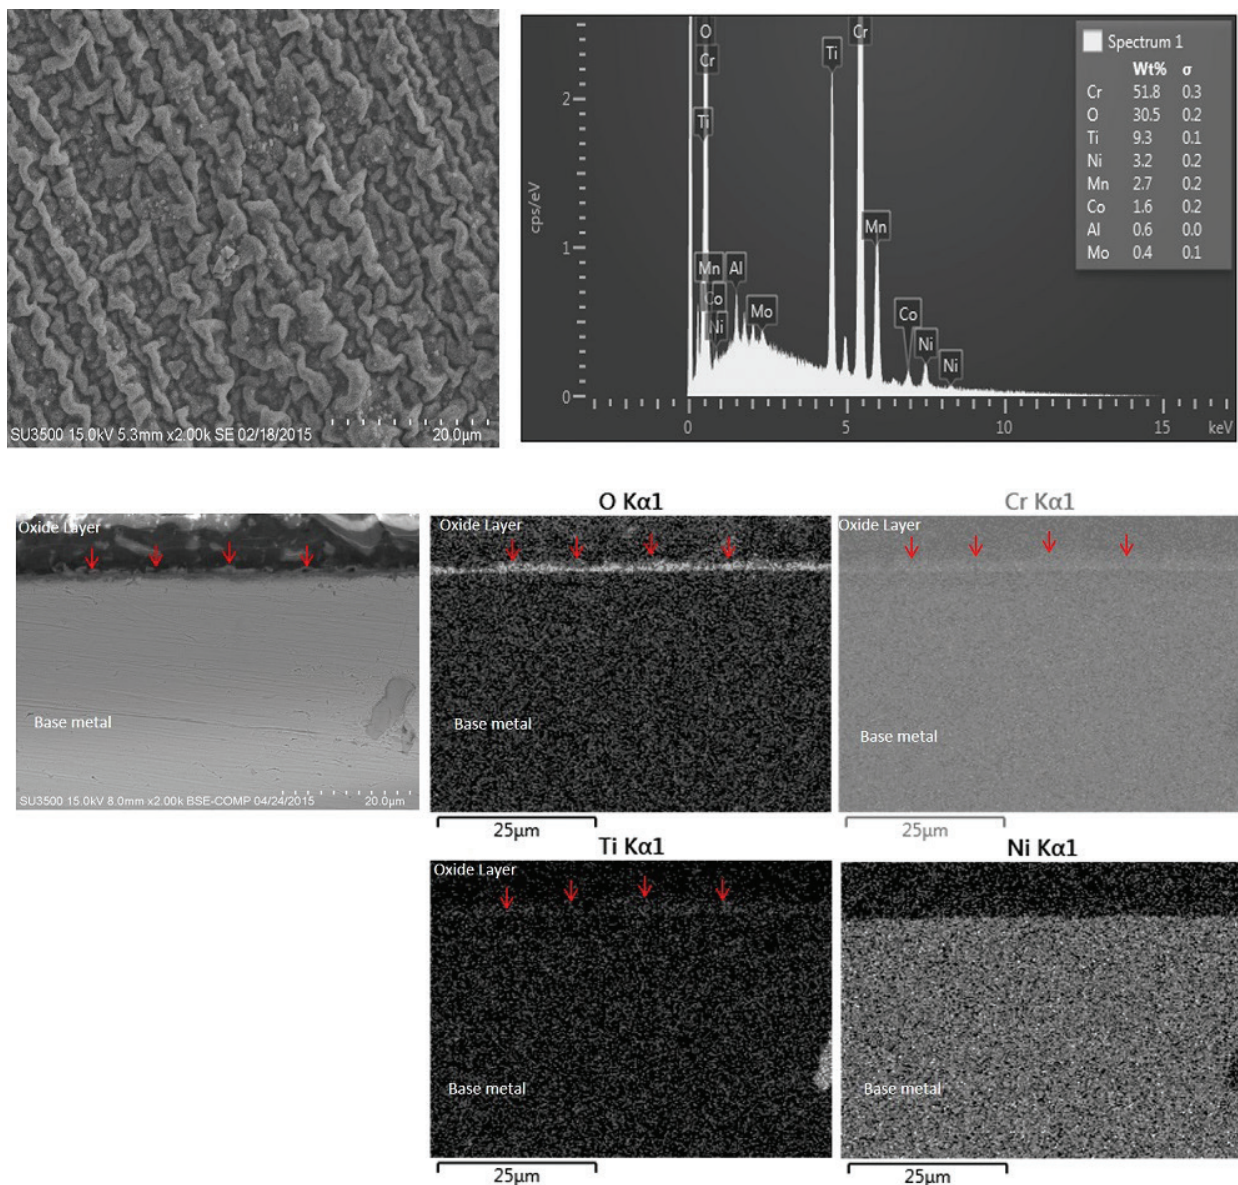 SU3500 15.0kV 5.3mm x2.00k SE 02/18/2015 20.0µm
O
Cr
Ti
Mn
Co
Ni
Al
Mo
Ti
Cr
Mn
Co
Ni
Ni
cps/eV
2
1
0
0 5 10 15 keV
Spectrum 1
Wt% σ
Cr 51.8 0.3
O 30.5 0.2
Ti 9.3 0.1
Ni 3.2 0.2
Mn 2.7 0.2
Co 1.6 0.2
Al 0.6 0.0
Mo 0.4 0.1
Oxide Layer
Base metal
SU3500 15.0kV 8.0mm x2.00k BSE-COMP 04/24/2015 20.0µm
O Kα1
Oxide Layer
Base metal
25µm
Cr Kα1
Oxide Layer
Base metal
25µm
Ti Kα1
Oxide Layer
Base metal
25µm
Ni Kα1
25µm